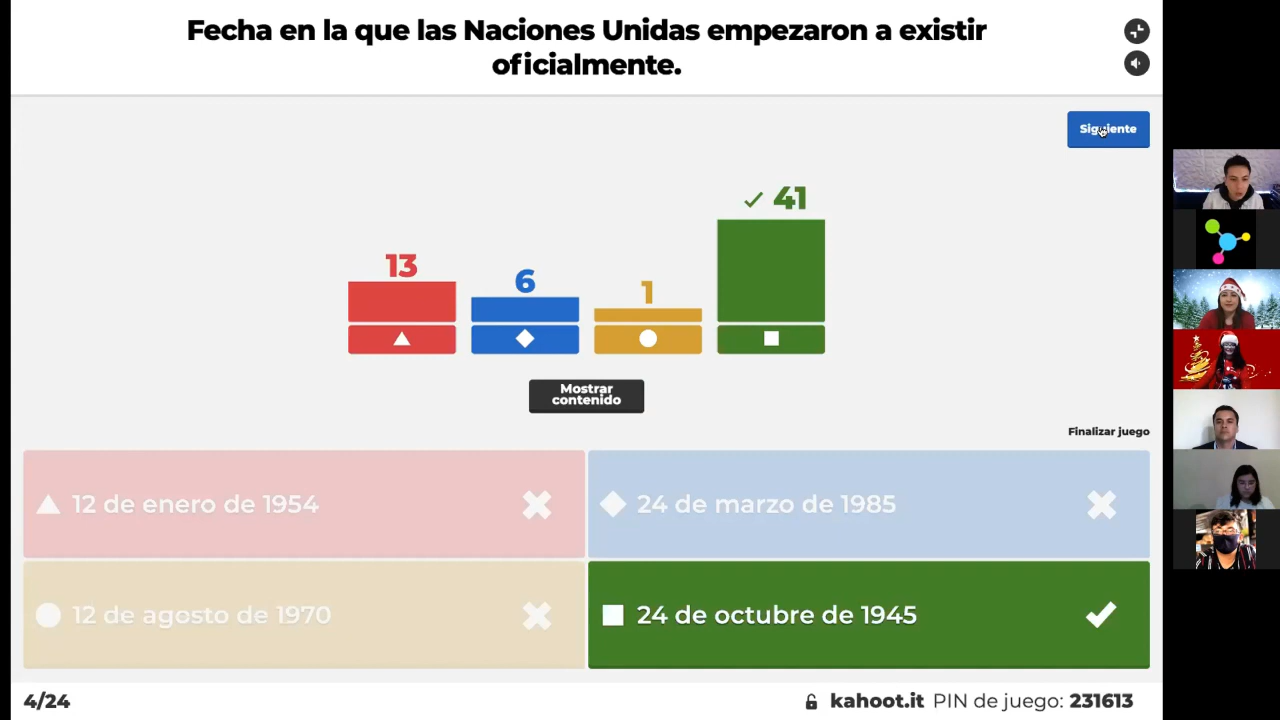 Fecha en la que las Naciones Unidas empezaron a existir
oficialmente.
Siguiente
41
13
6
1
Mostrar
contenido
Finalizar juego
12 de enero de 1954
24 de marzo de 1985
12 de agosto de 1970
24 de octubre de 1945
4/24
kahoot.it PIN de juego: 231613